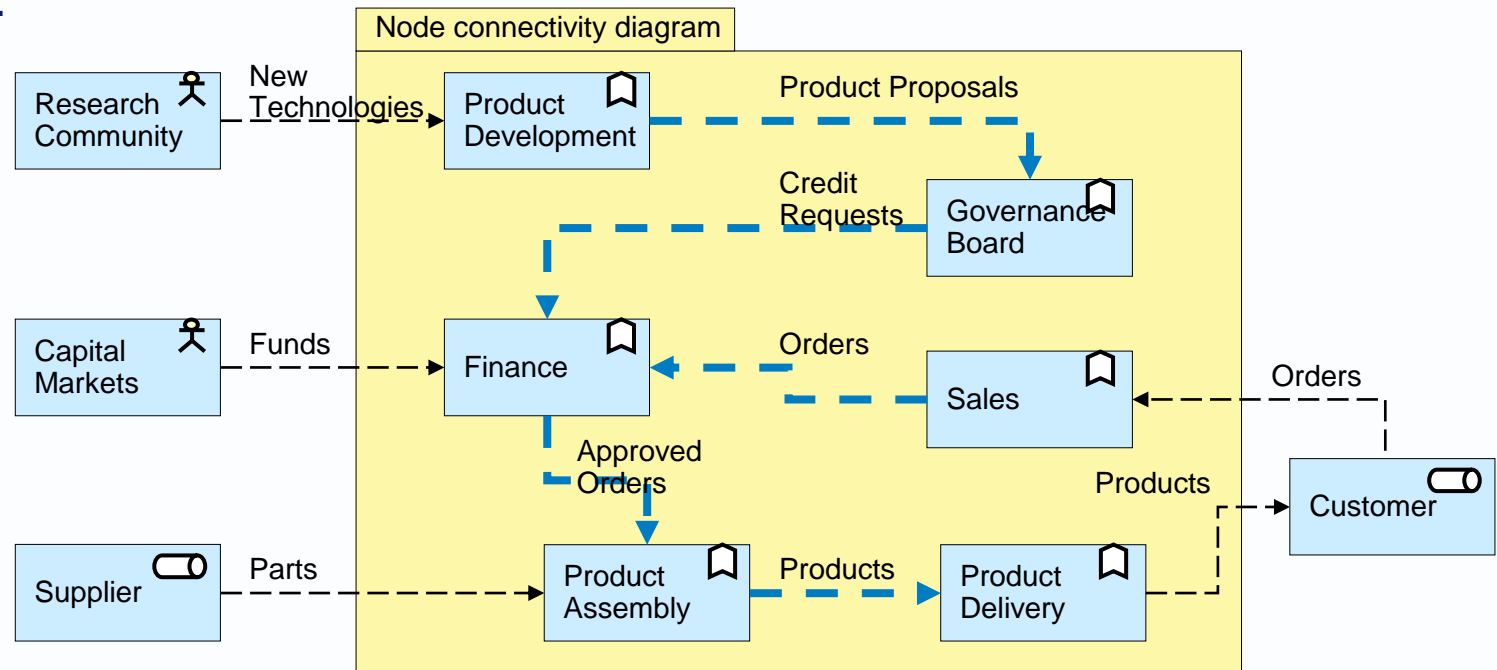 Node connectivity diagram
Research
Community
New
Technologies
Product
Development
Product Proposals
Credit
Requests
Governance
Board
Capital
Markets
Funds
Finance
Orders
Sales
Orders
Approved
Orders
Products
Customer
Supplier
Parts
Product
Assembly
Products
Product
Delivery